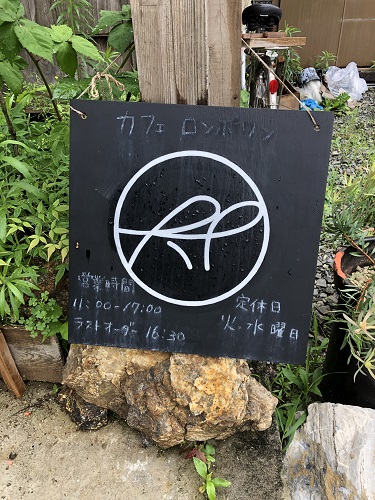 カフェ ロンポワン
営業時間
11:00-17:00
ラストオーダー 16:30
定休日
火・水 曜日